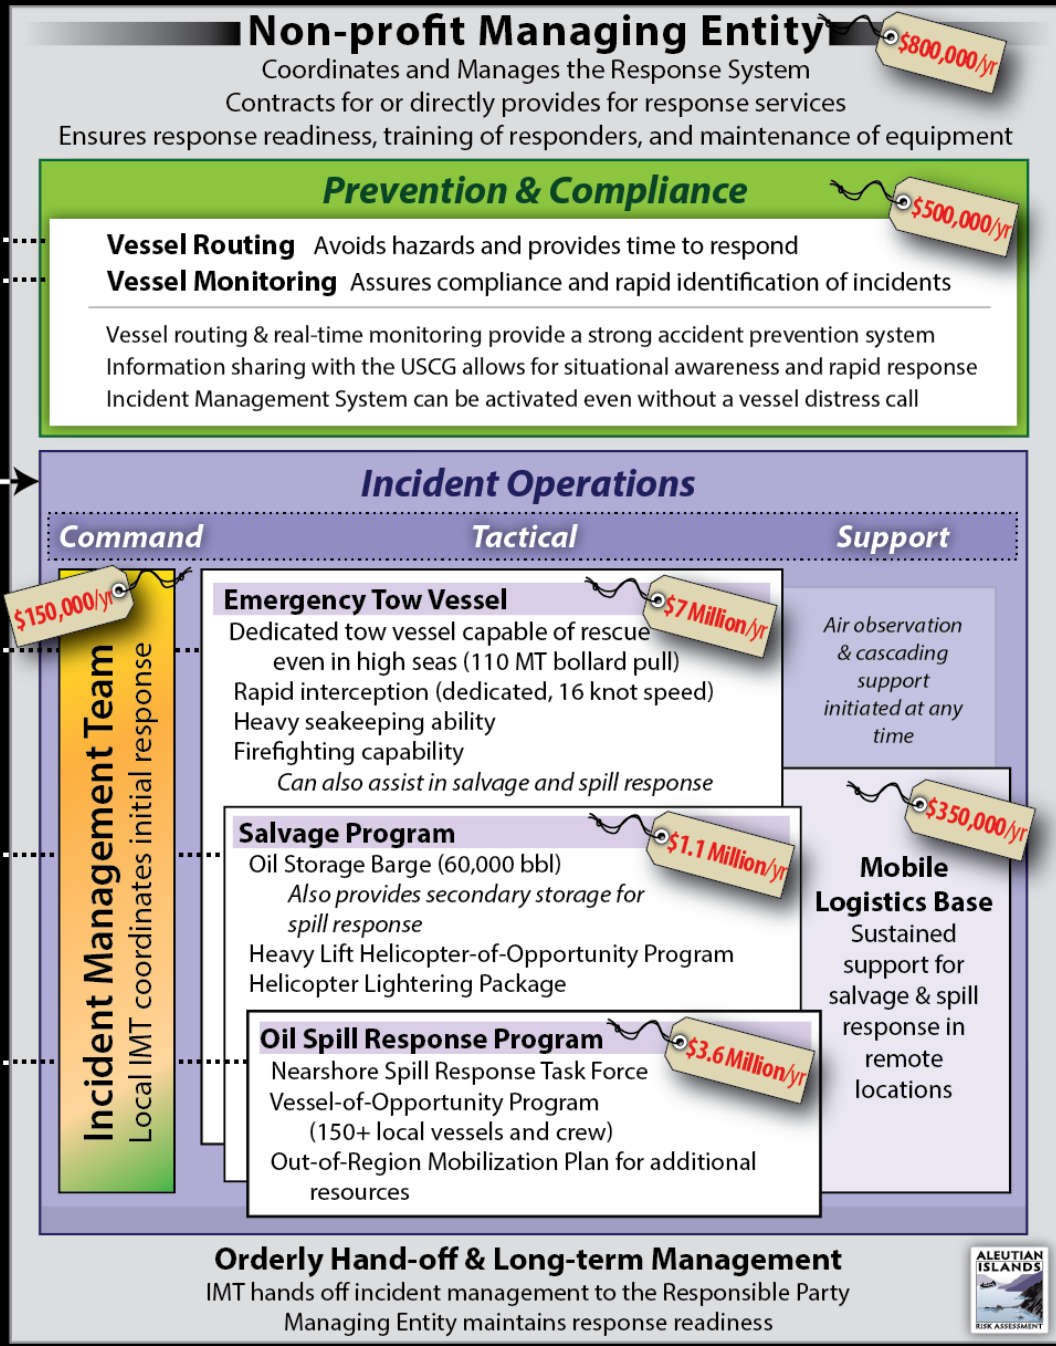 Non-profit Managing Entity
$800,000/yr
Coordinates and Manages the Response System
Contracts for or directly provides for response services
Ensures response readiness, training of responders, and maintenance of equipment
Prevention & Compliance
$500,000/yr
Vessel Routing Avoids hazards and provides time to respond
Vessel Monitoring Assures compliance and rapid identification of incidents
Vessel routing & real-time monitoring provide a strong accident prevention system
Information sharing with the USCG allows for situational awareness and rapid response
Incident Management System can be activated even without a vessel distress call
Incident Operations
Command
Tactical
Support
$150,000/yr
Incident Management Team
Local IMT coordinates initial response
Emergency Tow Vessel
$7 Million/yr
Dedicated tow vessel capable of rescue
even in high seas (110 MT bollard pull)
Rapid interception (dedicated, 16 knot speed)
Heavy seakeeping ability
Firefighting capability
Can also assist in salvage and spill response
Salvage Program
$1.1 Million/yr
Oil Storage Barge (60,000 bbl)
Also provides secondary storage for
spill response
Heavy Lift Helicopter-of-Opportunity Program
Helicopter Lightering Package
Oil Spill Response Program
$3.6 Million/yr
Nearshore Spill Response Task Force
Vessel-of-Opportunity Program
(150+ local vessels and crew)
Out-of-Region Mobilization Plan for additional
resources
Air observation
& cascading
support
initiated at any
time
$350,000/yr
Mobile
Logistics Base
Sustained
support for
salvage & spill
response in
remote
locations
Orderly Hand-off & Long-term Management
IMT hands off incident management to the Responsible Party
Managing Entity maintains response readiness
ALEUTIAN
ISLANDS
RISK ASSESSMENT